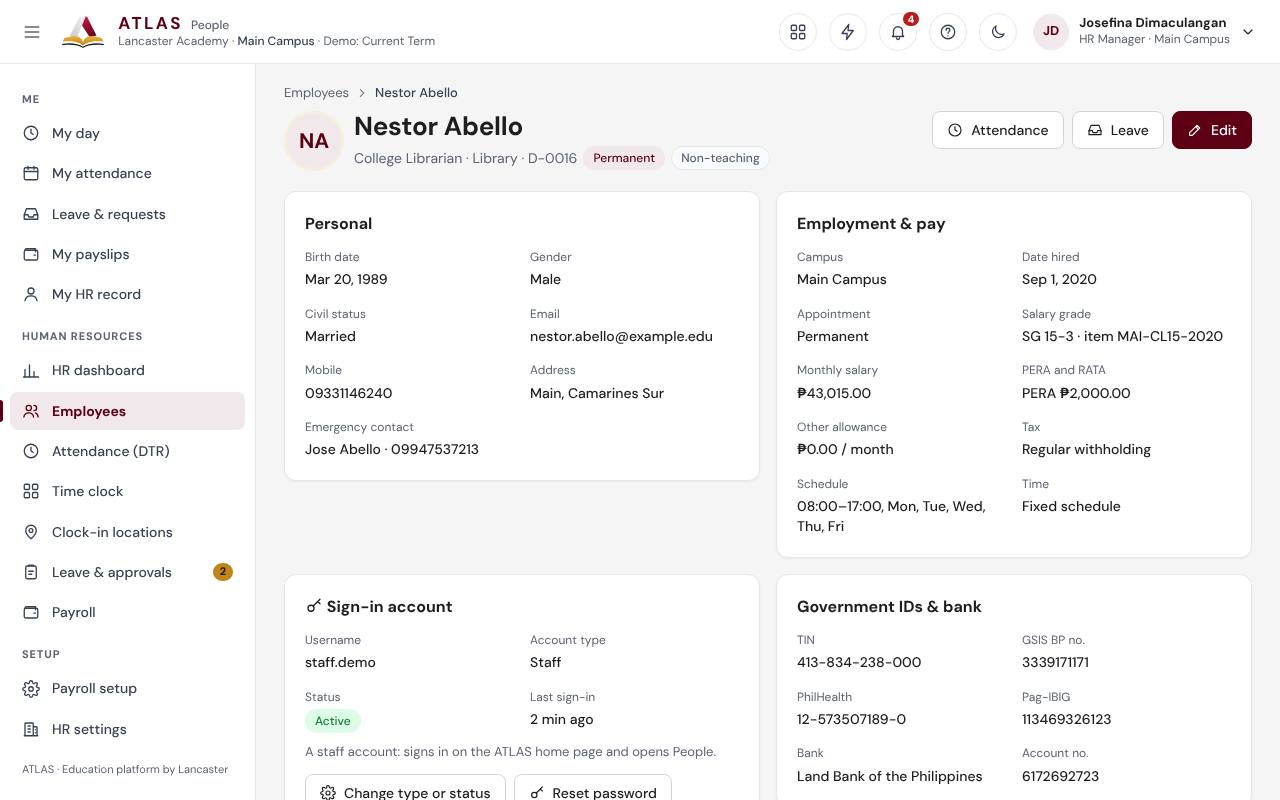 ATLAS People
Lancaster Academy · Main Campus · Demo: Current Term
4
JD
Josefina Dimaculangan
HR Manager · Main Campus
ME
My day
My attendance
Leave & requests
My payslips
My HR record
HUMAN RESOURCES
HR dashboard
Employees
Attendance (DTR)
Time clock
Clock-in locations
Leave & approvals
2
Payroll
SETUP
Payroll setup
HR settings
ATLAS · Education platform by Lancaster
Employees > Nestor Abello
NA
Nestor Abello
College Librarian · Library · D-0016 Permanent Non-teaching
Attendance
Leave
Edit
Personal
Birth date
Mar 20, 1989
Gender
Male
Civil status
Married
Email
nestor.abello@example.edu
Mobile
09331146240
Address
Main, Camarines Sur
Emergency contact
Jose Abello · 09947537213
Employment & pay
Campus
Main Campus
Date hired
Sep 1, 2020
Appointment
Permanent
Salary grade
SG 15-3 · item MAI-CL15-2020
Monthly salary
₱43,015.00
PERA and RATA
PERA ₱2,000.00
Other allowance
₱0.00 / month
Tax
Regular withholding
Schedule
08:00–17:00, Mon, Tue, Wed,
Thu, Fri
Time
Fixed schedule
Sign-in account
Username
staff.demo
Account type
Staff
Status
Active
Last sign-in
2 min ago
A staff account: signs in on the ATLAS home page and opens People.
Change type or status
Reset password
Government IDs & bank
TIN
413-834-238-000
GSIS BP no.
3339171171
PhilHealth
12-573507189-0
Pag-IBIG
113469326123
Bank
Land Bank of the Philippines
Account no.
6172692723